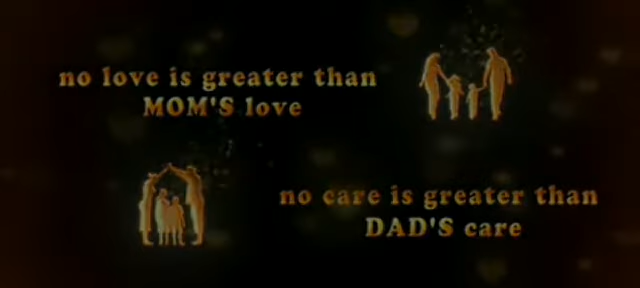 no love is greater than
MOM'S love
no care is greater than
DAD'S care